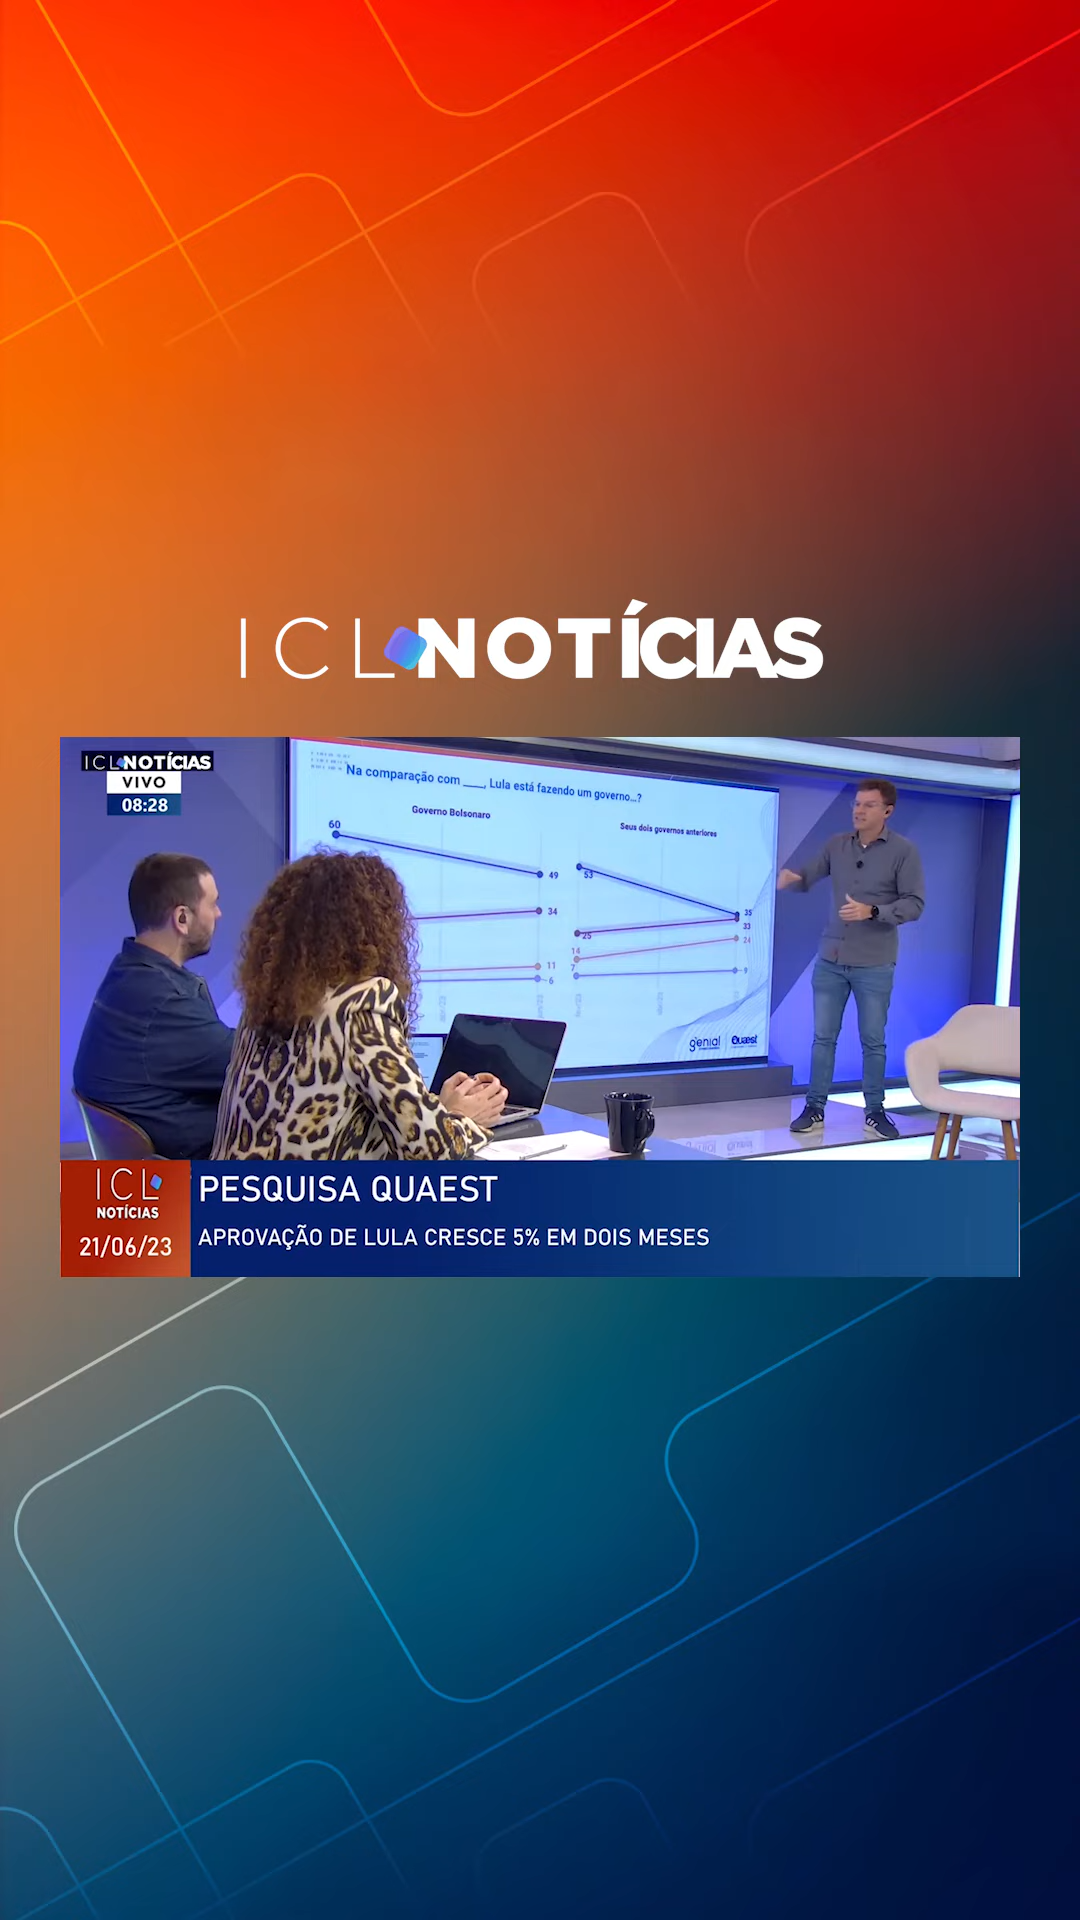 ICL NOTÍCIAS
ICL NOTÍCIAS
VIVO
08:28
Na comparação com ____, Lula está fazendo um governo...?
Governo Bolsonaro
Seus dois governos anteriores
60
49
34
11
6
53
25
14
7
35
33
24
9
genial
Quaest
ICL
NOTÍCIAS
21/06/23
PESQUISA QUAEST
APROVAÇÃO DE LULA CRESCE 5% EM DOIS MESES